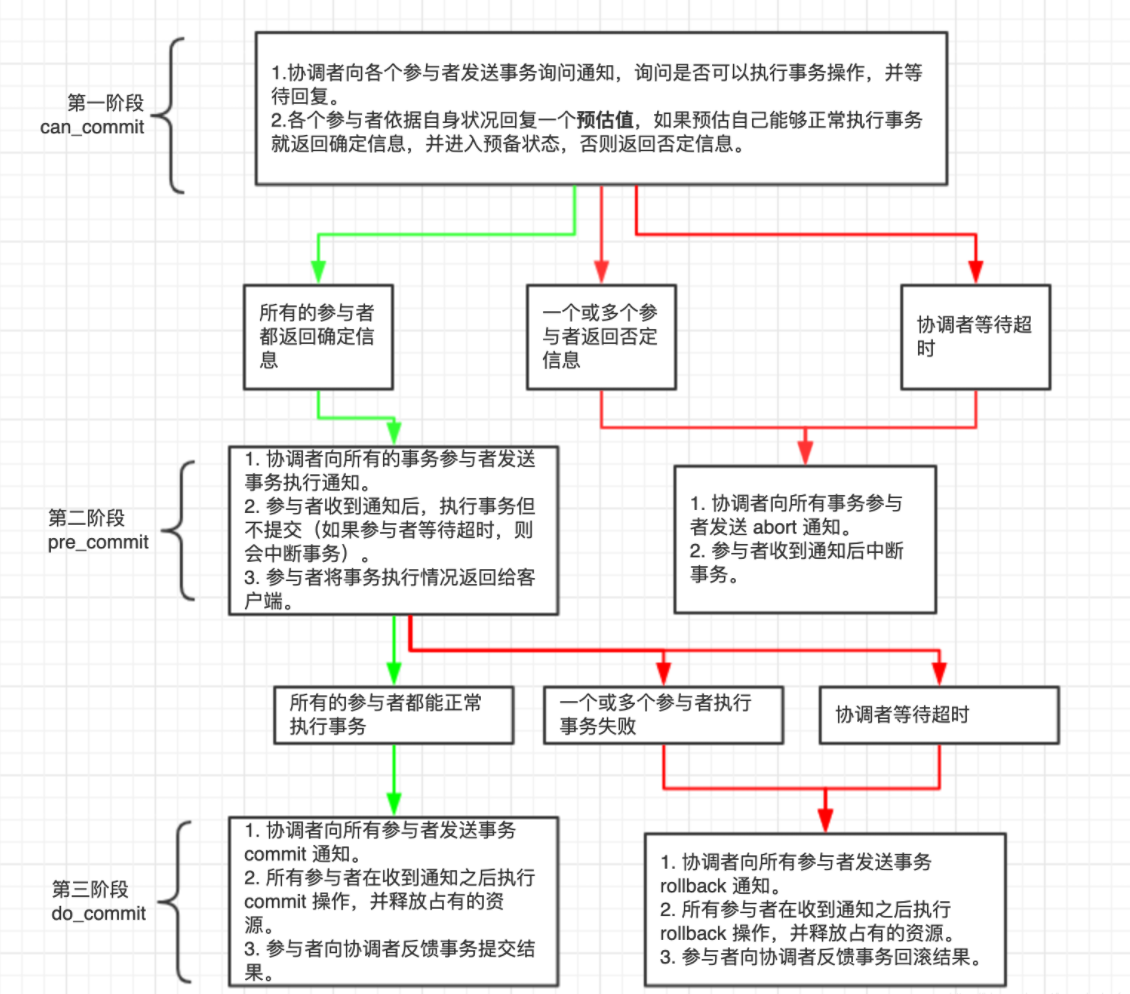 第一阶段
can_commit
1.协调者向各个参与者发送事务询问通知，询问是否可以执行事务操作，并等
待回复。
2.各个参与者依据自身状况回复一个预估值，如果预估自己能够正常执行事务
就返回确定信息，并进入预备状态，否则返回否定信息。
所有的参与者
都返回确定信
息
一个或多个参
与者返回否定
信息
协调者等待超
时
第二阶段
pre_commit
1. 协调者向所有的事务参与者发送
事务执行通知。
2. 参与者收到通知后，执行事务但
不提交（如果参与者等待超时，则
会中断事务）。
3. 参与者将事务执行情况返回给客
户端。
1. 协调者向所有事务参与
者发送 abort 通知。
2. 参与者收到通知后中断
事务。
所有的参与者都能正常
执行事务
一个或多个参与者执行
事务失败
协调者等待超时
第三阶段
do_commit
1. 协调者向所有参与者发送事务
commit 通知。
2. 所有参与者在收到通知之后执行
commit 操作，并释放占有的资
源。
3. 参与者向协调者反馈事务提交结
果。
1. 协调者向所有参与者发送事务
rollback 通知。
2. 所有参与者在收到通知之后执行
rollback 操作，并释放占有的资源。
3. 参与者向协调者反馈事务回滚结果。